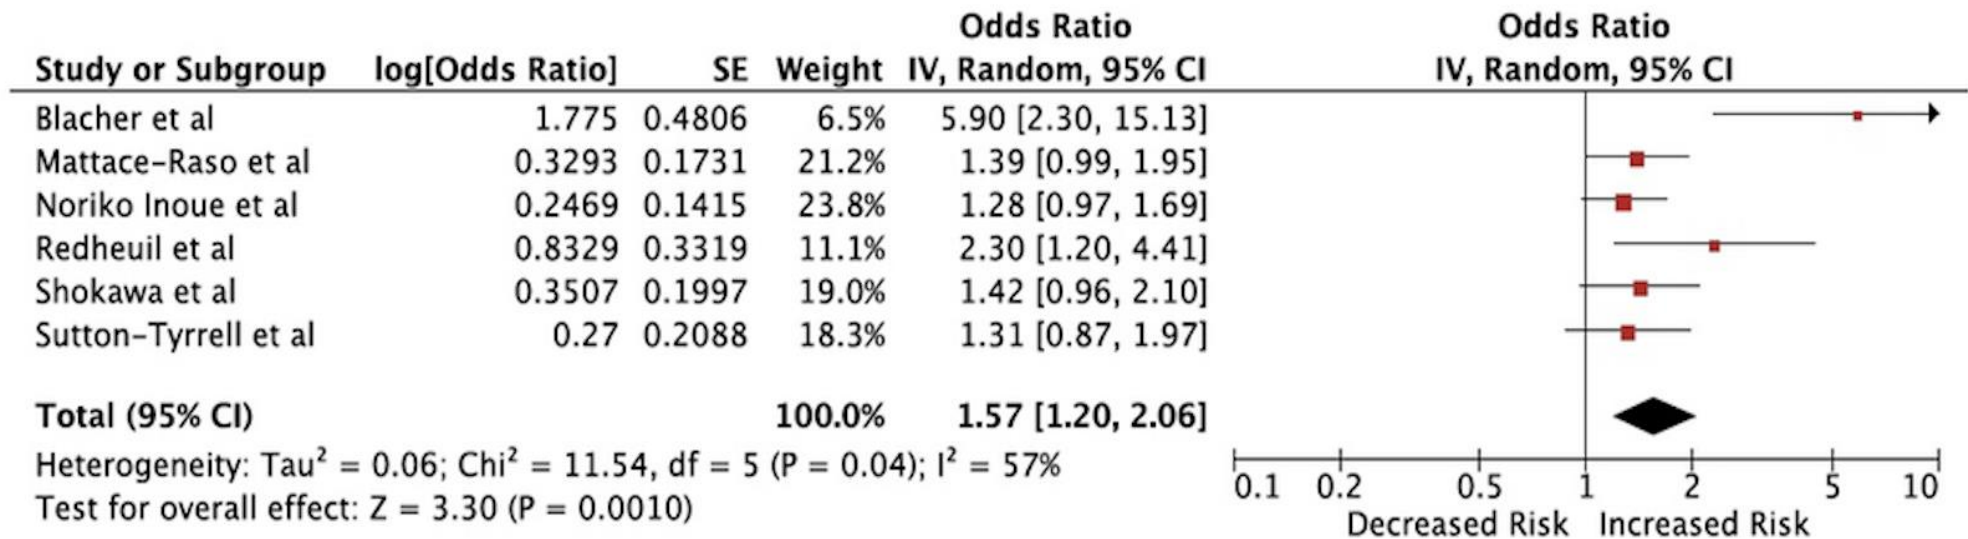 Odds Ratio Odds Ratio
Study or Subgroup log[Odds Ratio] SE Weight IV, Random, 95% CI IV, Random, 95% CI
Blacher et al 1.775 0.4806 6.5% 5.90 [2.30, 15.13]
Mattace-Raso et al 0.3293 0.1731 21.2% 1.39 [0.99, 1.95]
Noriko Inoue et al 0.2469 0.1415 23.8% 1.28 [0.97, 1.69]
Redheuil et al 0.8329 0.3319 11.1% 2.30 [1.20, 4.41]
Shokawa et al 0.3507 0.1997 19.0% 1.42 [0.96, 2.10]
Sutton-Tyrrell et al 0.27 0.2088 18.3% 1.31 [0.87, 1.97]
Total (95% CI) 100.0% 1.57 [1.20, 2.06]
Heterogeneity: Tau² = 0.06; Chi² = 11.54, df = 5 (P = 0.04); I² = 57%
Test for overall effect: Z = 3.30 (P = 0.0010)
0.1 0.2 0.5 1 2 5 10
Decreased Risk Increased Risk